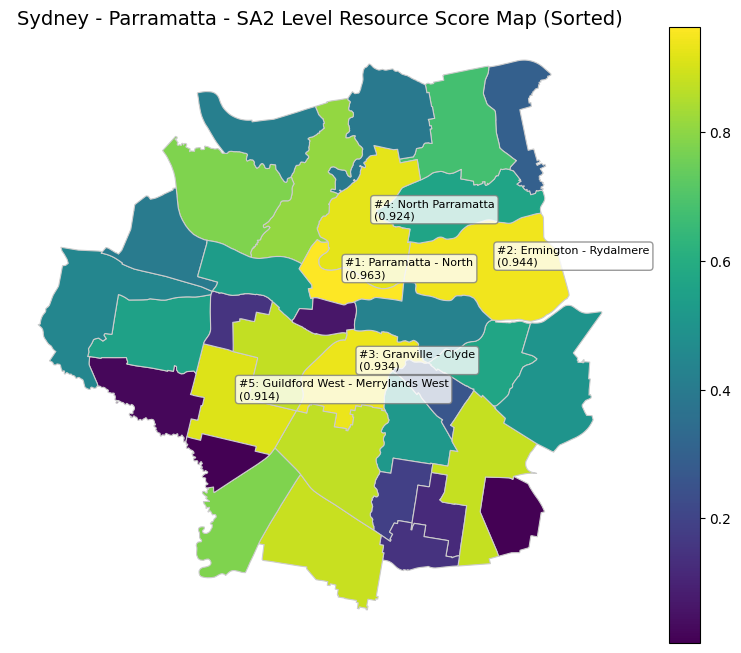 Sydney - Parramatta - SA2 Level Resource Score Map (Sorted)
0.8
0.6
0.4
0.2
#4: North Parramatta
(0.924)
#2: Ermington - Rydalmere
(0.944)
#1: Parramatta - North
(0.963)
#3: Granville - Clyde
(0.934)
#5: Guildford West - Merrylands West
(0.914)